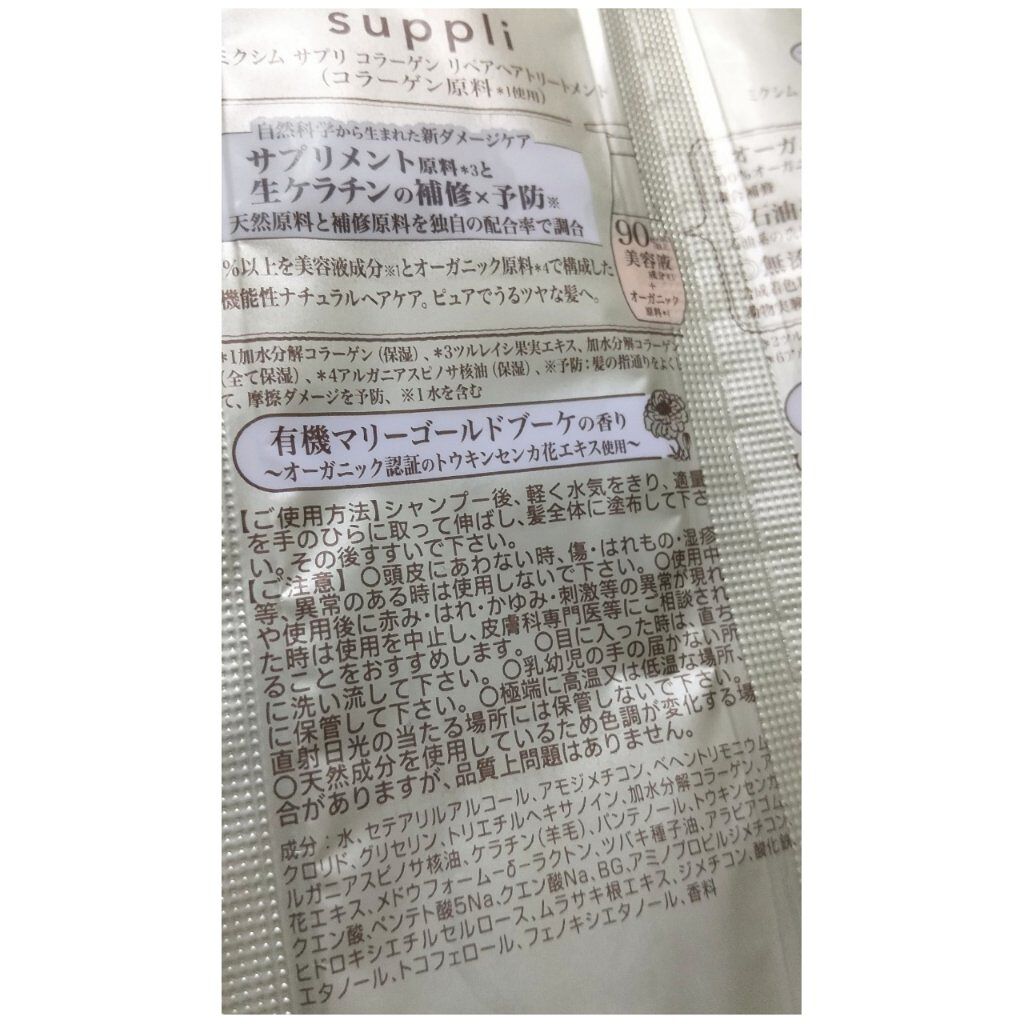 suppli
ミクシム サプリ コラーゲン リペアヘアトリートメント
(コラーゲン原料*1使用)
自然科学から生まれた新ダメージケア
サプリメント原料*3と
生ケラチンの補修×予防※
天然原料と補修原料を独自の配合率で調合
90
美容液
成分※1
+
オーガニック
原料*4
%以上を美容液成分※1とオーガニック原料*4で構成した
機能性ナチュラルヘアケア。ピュアでうるツヤな髪へ。
*1加水分解コラーゲン(保湿)、*3ツルレイシ果実エキス、加水分解コラーゲン
(全て保湿)、*4アルガニアスピノサ核油(保湿)、※予防:髪の指通りをよくし
て、摩擦ダメージを予防、※1水を含む
有機マリーゴールドブーケの香り
~オーガニック認証のトウキンセンカ花エキス使用~
【ご使用方法】シャンプー後、軽く水気をきり、適量
を手のひらに取って伸ばし、髪全体に塗布して下さ
い。その後すすいで下さい。
【ご注意】○頭皮にあわない時、傷・はれもの・湿疹
等、異常のある時は使用しないで下さい。○使用中
や使用後に赤み・はれ・かゆみ・刺激等の異常が現れ
た時は使用を中止し、皮膚科専門医等にご相談され
ることをおすすめします。○目に入った時は、直ち
に洗い流して下さい。○乳幼児の手の届かない所
に保管して下さい。○極端に高温又は低温な場所、
直射日光の当たる場所には保管しないで下さい。
○天然成分を使用しているため色調が変化する場
合がありますが、品質上問題はありません。
成分:水、セテアリルアルコール、アモジメチコン、ベヘントリモニウム
クロリド、グリセリン、トリエチルヘキサノイン、加水分解コラーゲン、ア
ルガニアスピノサ核油、ケラチン(羊毛)、パンテノール、トウキンセンカ
花エキス、メドウフォーム-δ-ラクトン、ツバキ種子油、アラビアゴム、
クエン酸、ペンテト酸5Na、クエン酸Na、BG、アミノプロピルジメチコン、
ヒドロキシエチルセルロース、ムラサキ根エキス、ジメチコン、酸化鉄、
エタノール、トコフェロール、フェノキシエタノール、香料
ミクシム
オーガ
石油
無添